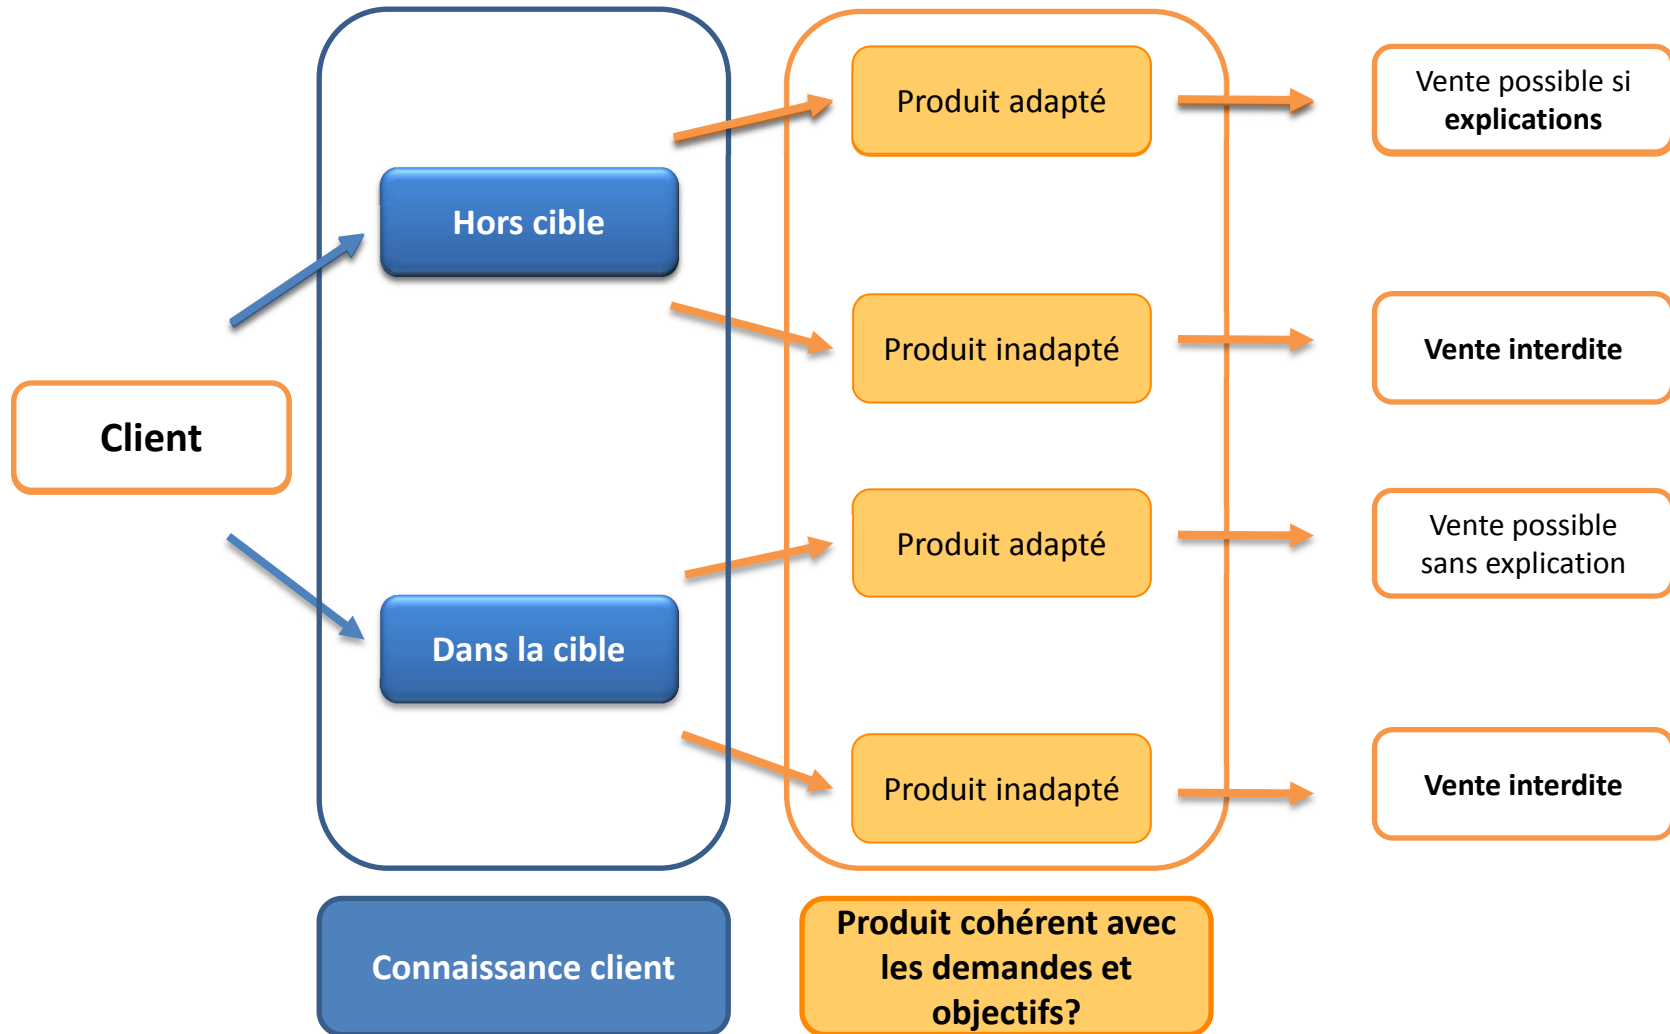 Client
Hors cible
Dans la cible
Connaissance client
Produit adapté
Produit inadapté
Produit adapté
Produit inadapté
Produit cohérent avec
les demandes et
objectifs?
Vente possible si
explications
Vente interdite
Vente possible
sans explication
Vente interdite